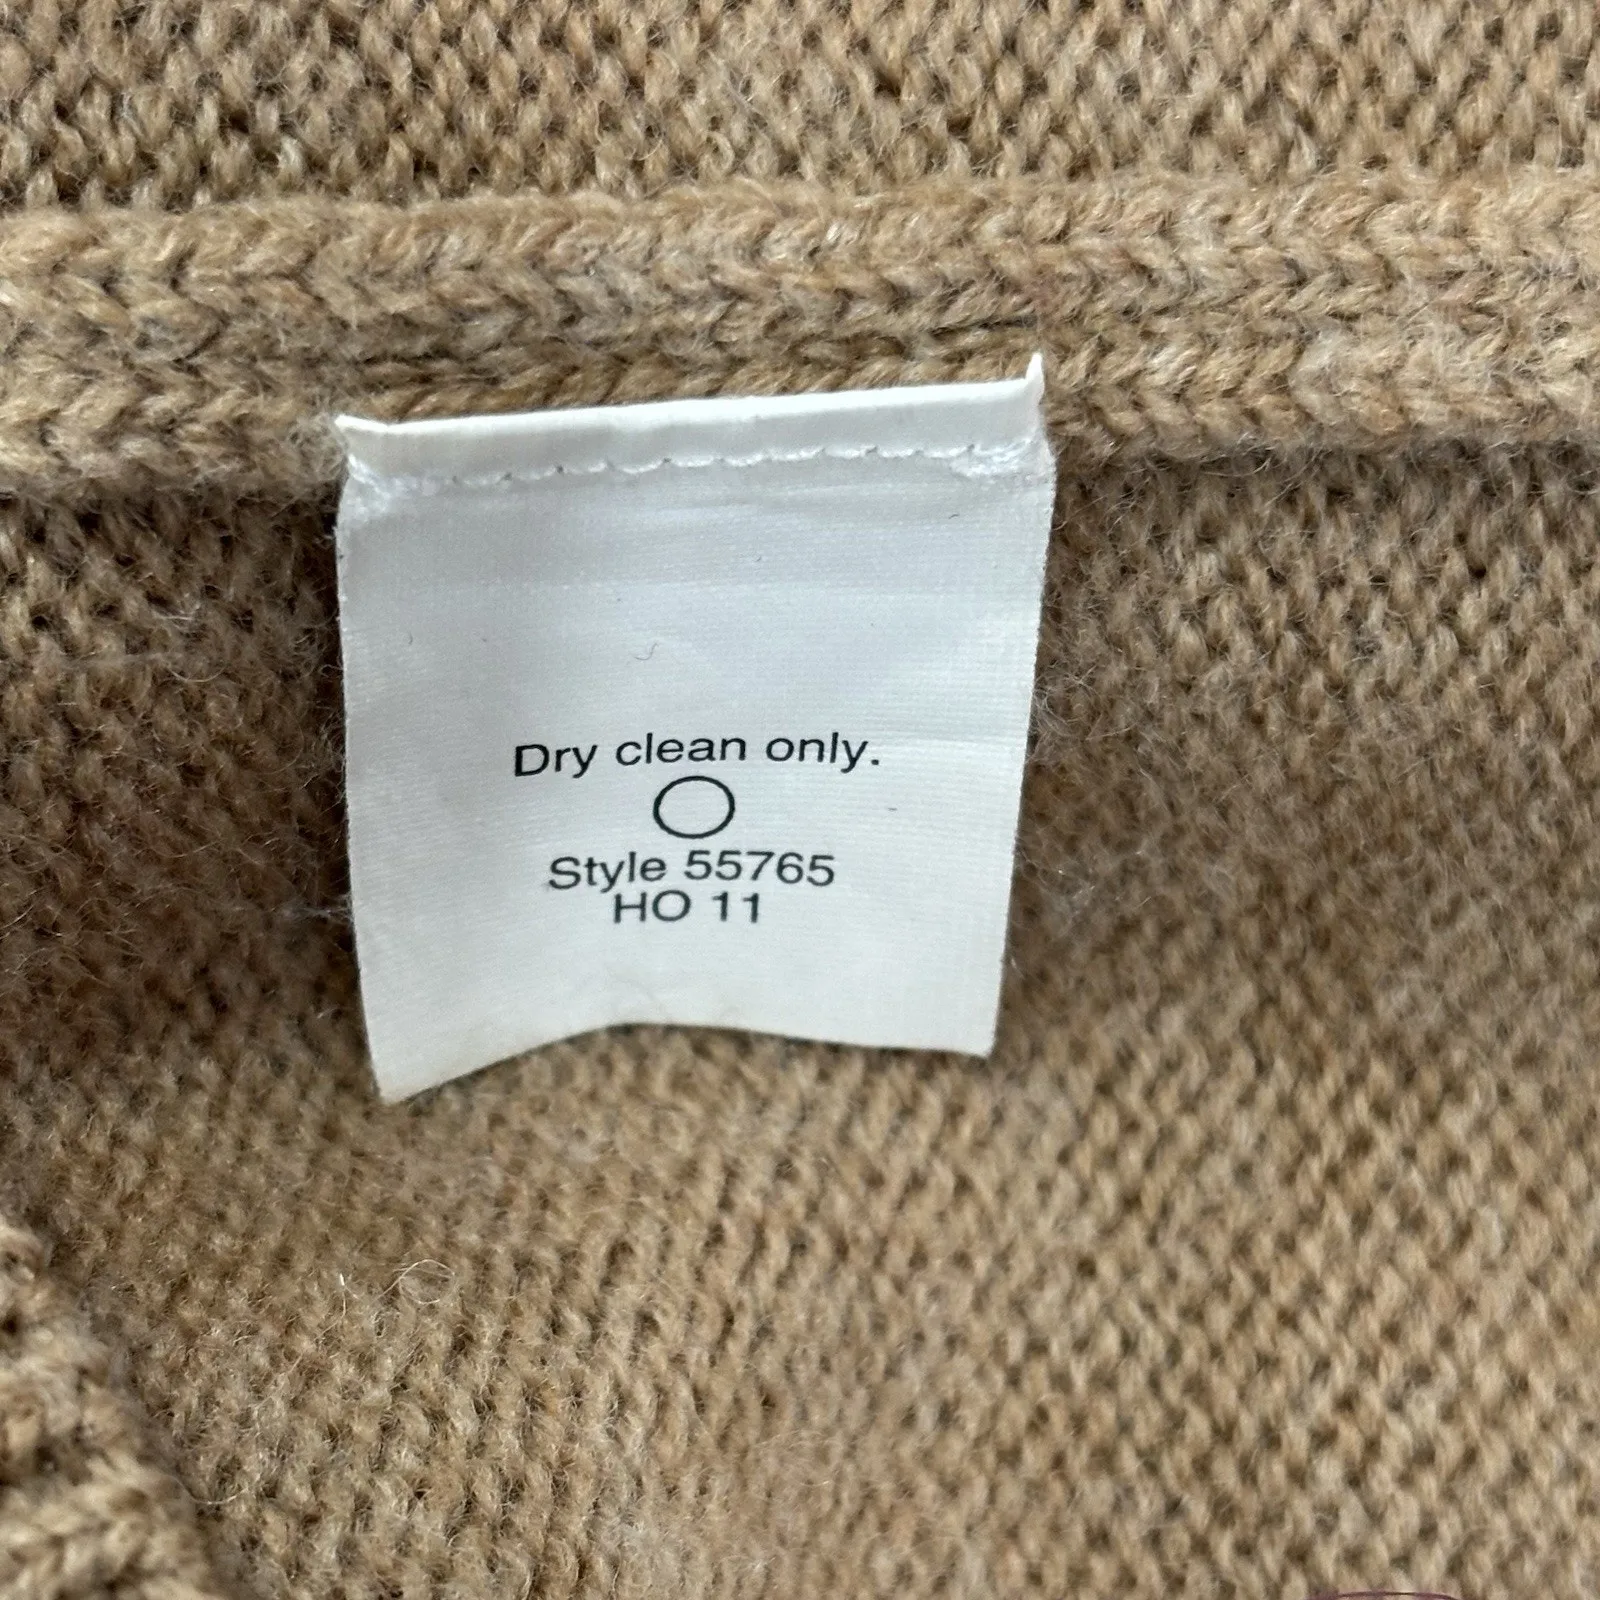 Dry clean only.
Style 55765
HO 11